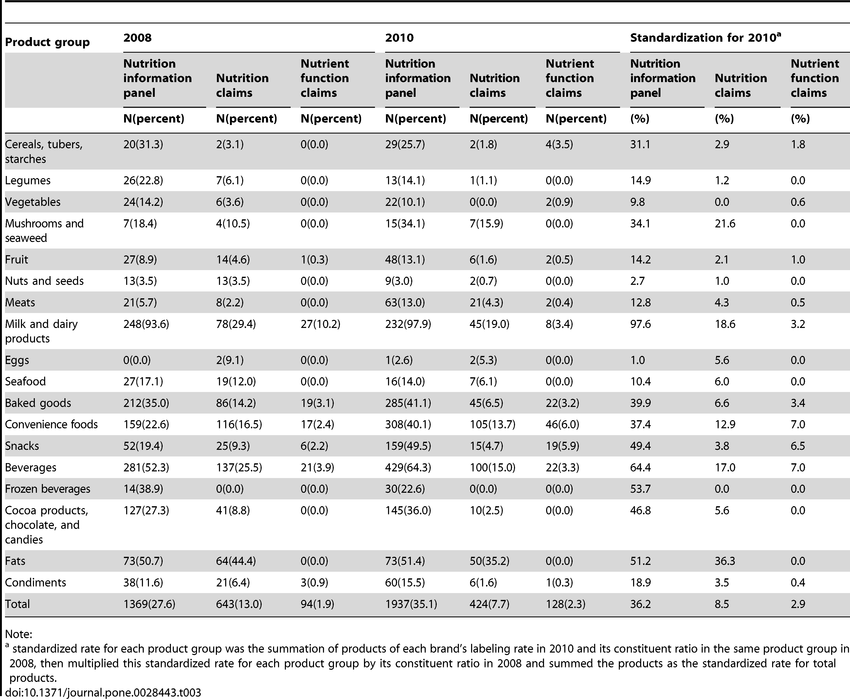 Product group 2008 2010 Standardization for 2010a
Nutrition information panel Nutrition claims Nutrient function claims Nutrition information panel Nutrition claims Nutrient function claims Nutrition information panel Nutrition claims Nutrient function claims
N(percent) N(percent) N(percent) N(percent) N(percent) N(percent) (%) (%) (%)
Cereals, tubers, starches 20(31.3) 2(3.1) 0(0.0) 29(25.7) 2(1.8) 4(3.5) 31.1 2.9 1.8
Legumes 26(22.8) 7(6.1) 0(0.0) 13(14.1) 1(1.1) 0(0.0) 14.9 1.2 0.0
Vegetables 24(14.2) 6(3.6) 0(0.0) 22(10.1) 0(0.0) 2(0.9) 9.8 0.0 0.6
Mushrooms and seaweed 7(18.4) 4(10.5) 0(0.0) 15(34.1) 7(15.9) 0(0.0) 34.1 21.6 0.0
Fruit 27(8.9) 14(4.6) 1(0.3) 48(13.1) 6(1.6) 2(0.5) 14.2 2.1 1.0
Nuts and seeds 13(3.5) 13(3.5) 0(0.0) 9(3.0) 2(0.7) 0(0.0) 2.7 1.0 0.0
Meats 21(5.7) 8(2.2) 0(0.0) 63(13.0) 21(4.3) 2(0.4) 12.8 4.3 0.5
Milk and dairy products 248(93.6) 78(29.4) 27(10.2) 232(97.9) 45(19.0) 8(3.4) 97.6 18.6 3.2
Eggs 0(0.0) 2(9.1) 0(0.0) 1(2.6) 2(5.3) 0(0.0) 1.0 5.6 0.0
Seafood 27(17.1) 19(12.0) 0(0.0) 16(14.0) 7(6.1) 0(0.0) 10.4 6.0 0.0
Baked goods 212(35.0) 86(14.2) 19(3.1) 285(41.1) 45(6.5) 22(3.2) 39.9 6.6 3.4
Convenience foods 159(22.6) 116(16.5) 17(2.4) 308(40.1) 105(13.7) 46(6.0) 37.4 12.9 7.0
Snacks 52(19.4) 25(9.3) 6(2.2) 159(49.5) 15(4.7) 19(5.9) 49.4 3.8 6.5
Beverages 281(52.3) 137(25.5) 21(3.9) 429(64.3) 100(15.0) 22(3.3) 64.4 17.0 7.0
Frozen beverages 14(38.9) 0(0.0) 0(0.0) 30(22.6) 0(0.0) 0(0.0) 53.7 0.0 0.0
Cocoa products, chocolate, and candies 127(27.3) 41(8.8) 0(0.0) 145(36.0) 10(2.5) 0(0.0) 46.8 5.6 0.0
Fats 73(50.7) 64(44.4) 0(0.0) 73(51.4) 50(35.2) 0(0.0) 51.2 36.3 0.0
Condiments 38(11.6) 21(6.4) 3(0.9) 60(15.5) 6(1.6) 1(0.3) 18.9 3.5 0.4
Total 1369(27.6) 643(13.0) 94(1.9) 1937(35.1) 424(7.7) 128(2.3) 36.2 8.5 2.9
Note:
a standardized rate for each product group was the summation of products of each brand's labeling rate in 2010 and its constituent ratio in the same product group in
2008, then multiplied this standardized rate for each product group by its constituent ratio in 2008 and summed the products as the standardized rate for total
products.
doi:10.1371/journal.pone.0028443.t003